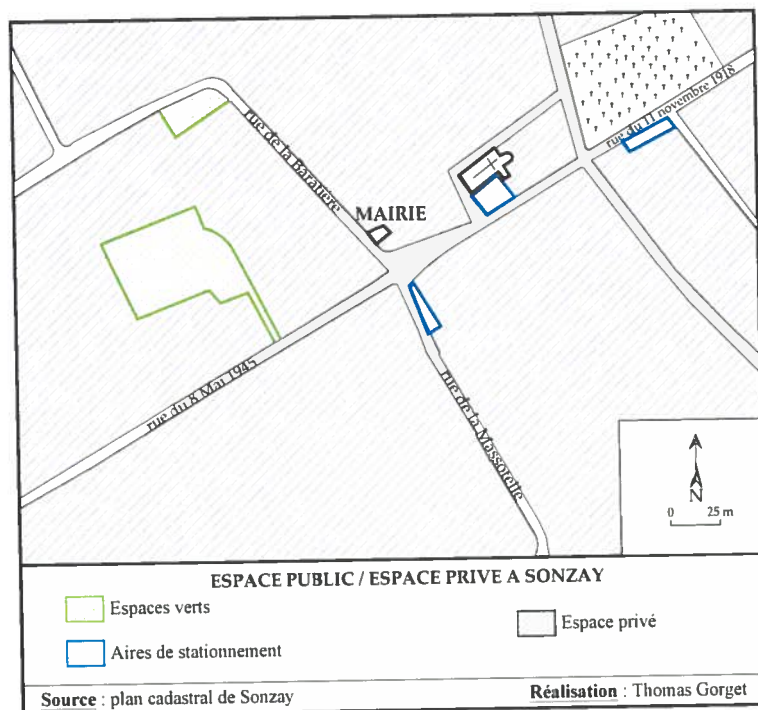 rue du 11 novembre 1918
rue de la Baratière
MAIRIE
rue du 8 Mai 1945
rue de la Massotelle
N
0 25 m
ESPACE PUBLIC / ESPACE PRIVE A SONZAY
Espaces verts
Espace privé
Aires de stationnement
Source : plan cadastral de Sonzay
Réalisation : Thomas Gorget